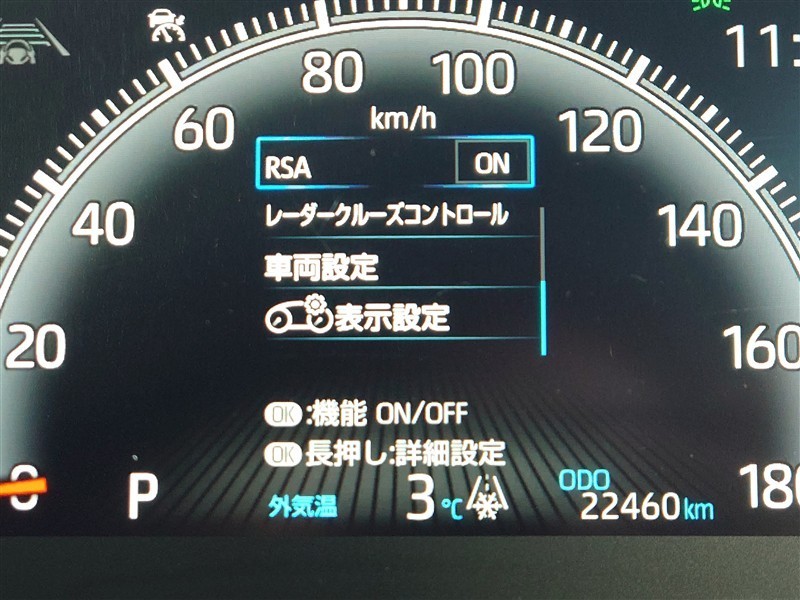 80 100
km/h
60 120
RSA ON
レーダークルーズコントロール
40 140
車両設定
表示設定
20 160
OK:機能 ON/OFF
OK長押し:詳細設定
0 P 外気温 3℃ ODO 22460km 180
11: